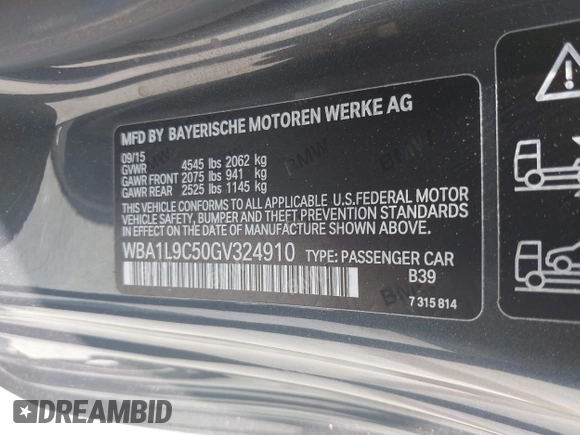 MFD BY BAYERISCHE MOTOREN WERKE AG
09/15
GVWR 4545 lbs 2062 kg
GAWR FRONT 2075 lbs 941 kg
GAWR REAR 2525 lbs 1145 kg
THIS VEHICLE CONFORMS TO ALL APPLICABLE U.S. FEDERAL MOTOR
VEHICLE SAFETY, BUMPER AND THEFT PREVENTION STANDARDS
IN EFFECT ON THE DATE OF MANUFACTURE SHOWN ABOVE.
WBA1L9C50GV324910 TYPE: PASSENGER CAR
B39
7 315 814
DREAMBID